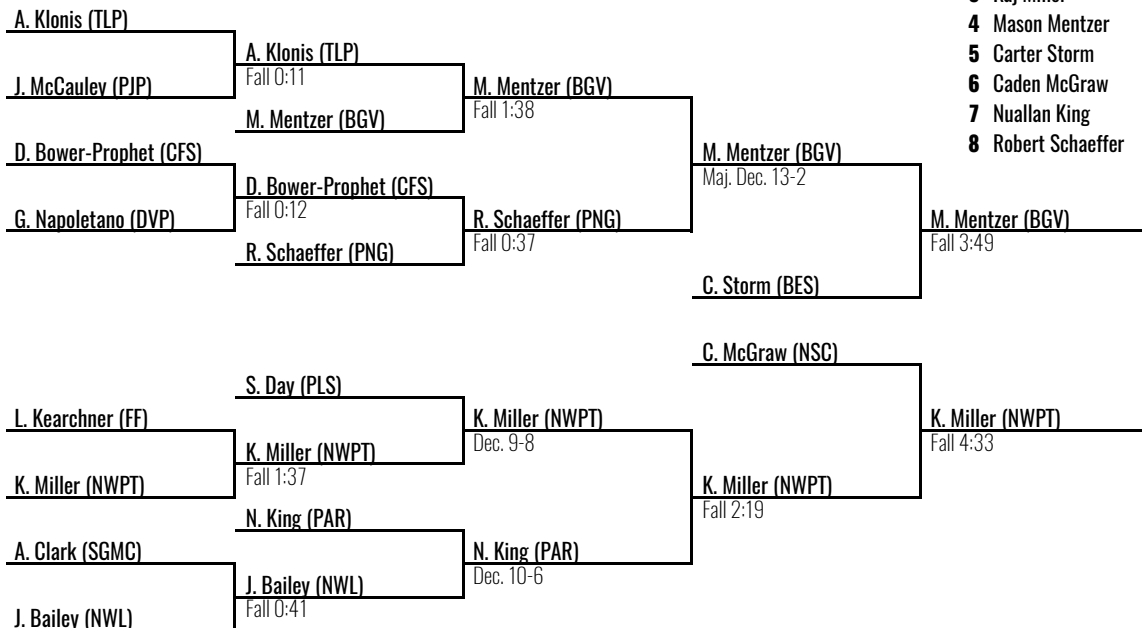 A. Klonis (TLP)
J. McCauley (PJP)
D. Bower-Prophet (CFS)
G. Napoletano (DVP)
L. Kearchner (FF)
K. Miller (NWPT)
A. Clark (SGMC)
J. Bailey (NWL)
A. Klonis (TLP)
Fall 0:11
M. Mentzer (BGV)
D. Bower-Prophet (CFS)
Fall 0:12
R. Schaeffer (PNG)
S. Day (PLS)
K. Miller (NWPT)
Fall 1:37
N. King (PAR)
J. Bailey (NWL)
Fall 0:41
M. Mentzer (BGV)
Fall 1:38
R. Schaeffer (PNG)
Fall 0:37
K. Miller (NWPT)
Dec. 9-8
N. King (PAR)
Dec. 10-6
M. Mentzer (BGV)
Maj. Dec. 13-2
C. Storm (BES)
C. McGraw (NSC)
K. Miller (NWPT)
Fall 2:19
M. Mentzer (BGV)
Fall 3:49
K. Miller (NWPT)
Fall 4:33
4 Mason Mentzer
5 Carter Storm
6 Caden McGraw
7 Nuallan King
8 Robert Schaeffer